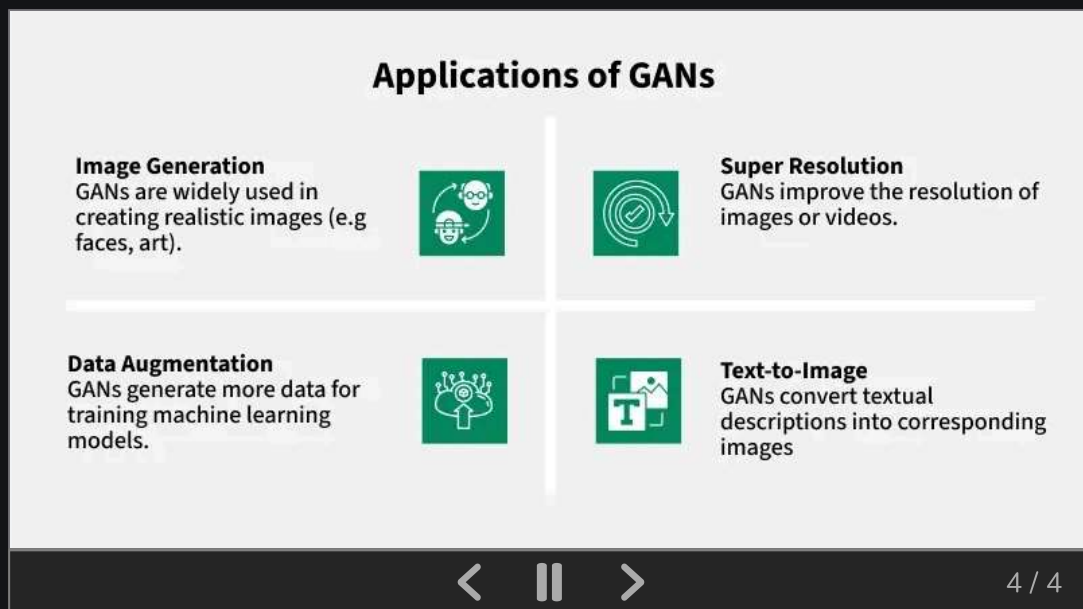 Applications of GANs
Image Generation
GANs are widely used in
creating realistic images (e.g
faces, art).
Super Resolution
GANs improve the resolution of
images or videos.
Data Augmentation
GANs generate more data for
training machine learning
models.
Text-to-Image
GANs convert textual
descriptions into corresponding
images
T
4 / 4